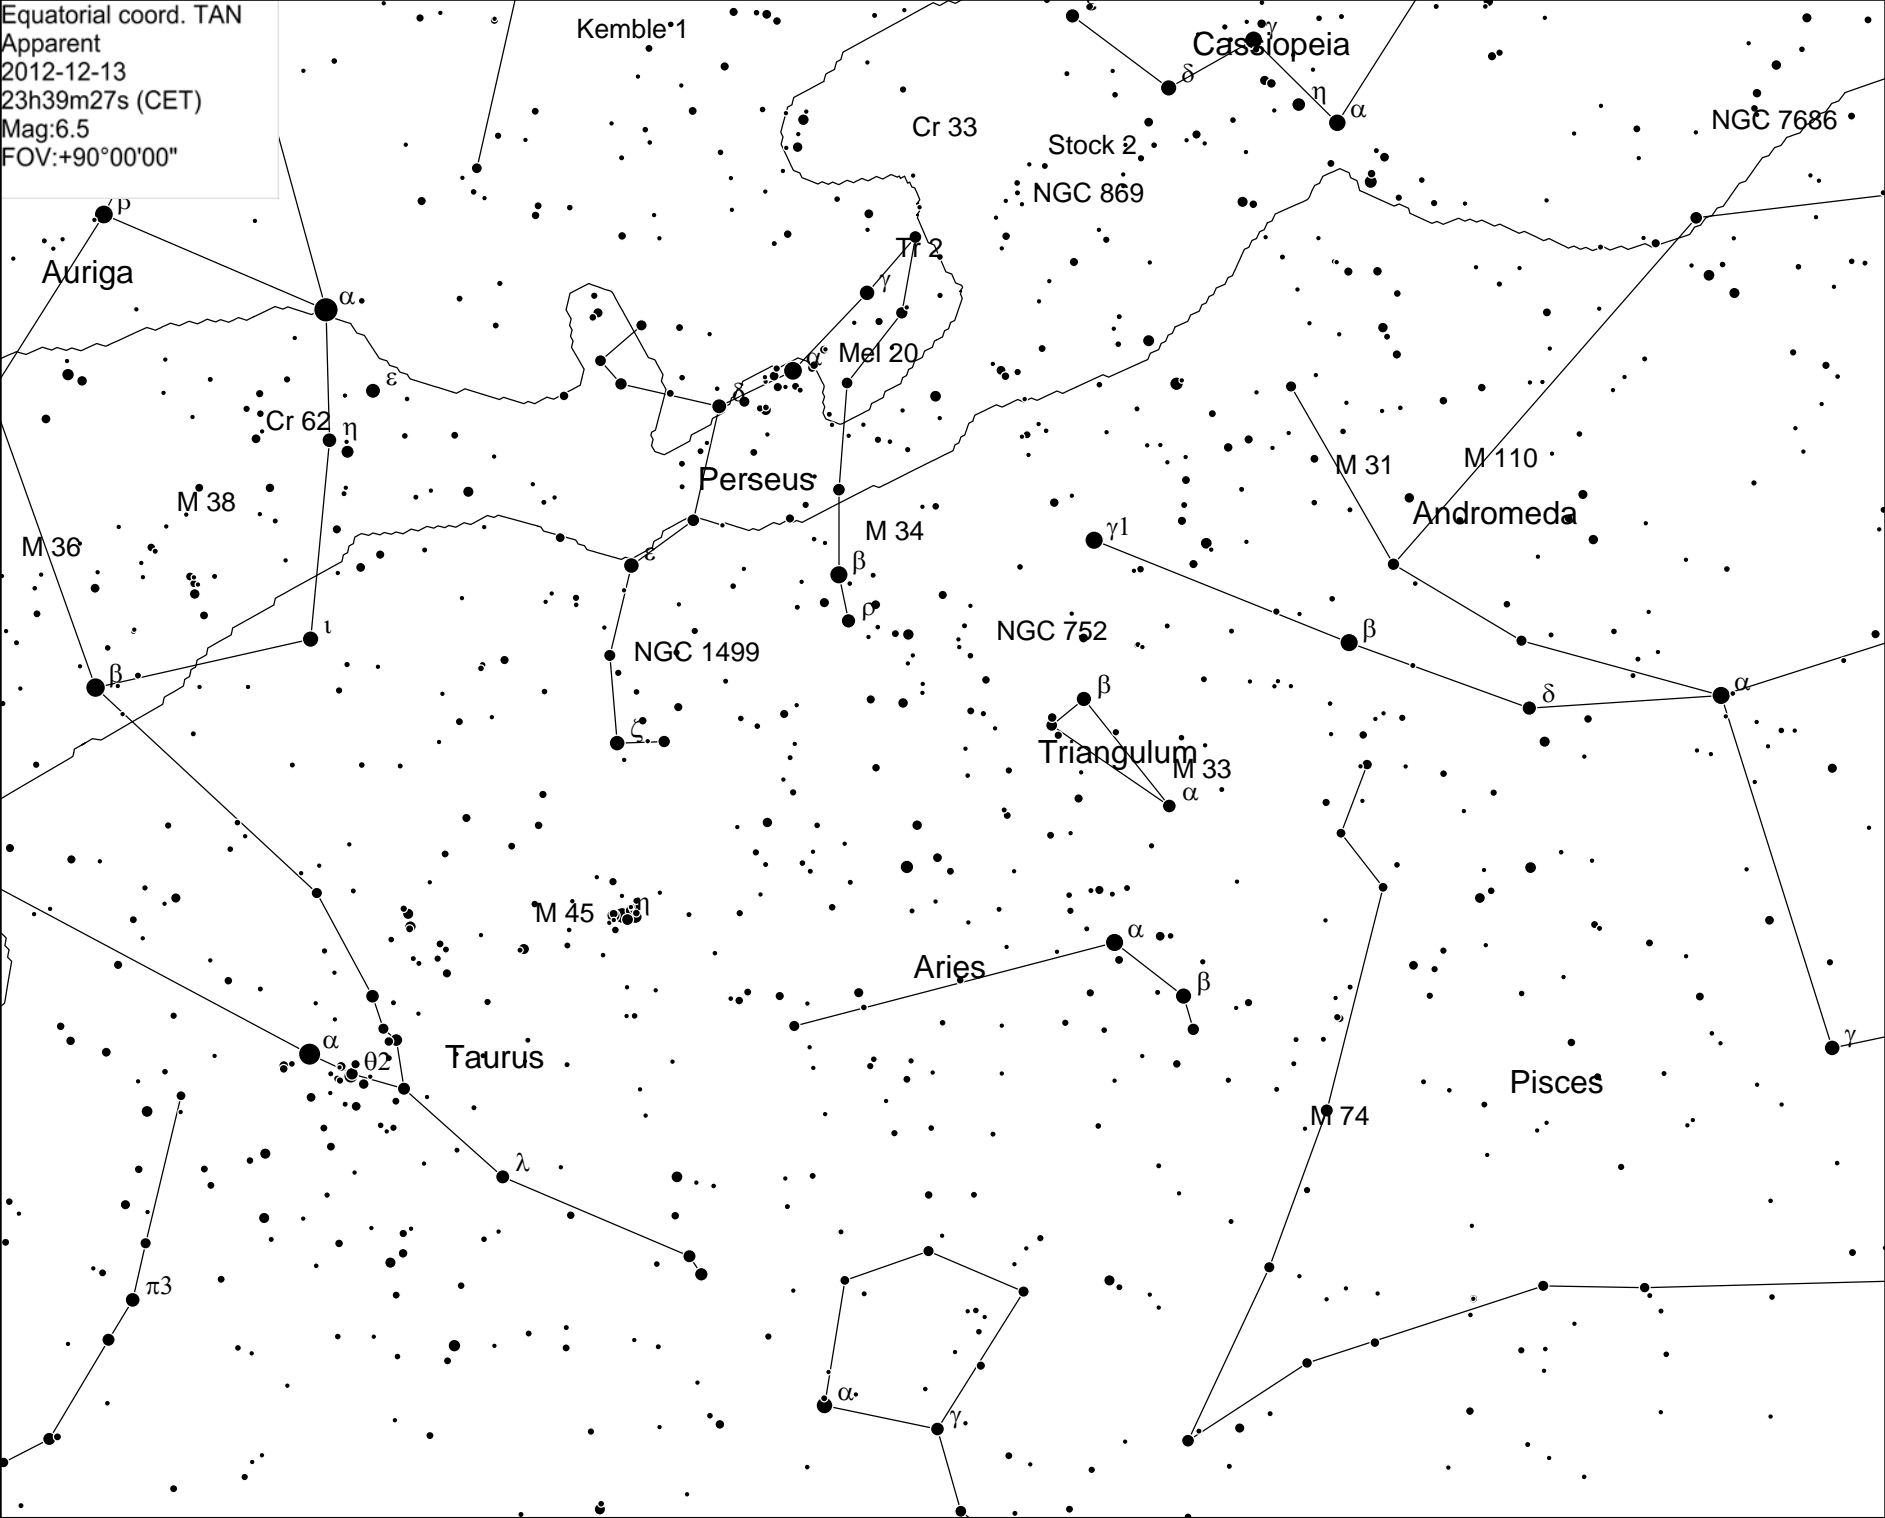 Equatorial coord. TAN
Apparent
2012-12-13
23h39m27s (CET)
Mag:6.5
FOV:+90°00'00"
Kemble 1
γ
Cassiopeia
δ
η
α
NGC 7686
Cr 33
Stock 2
NGC 869
β
Auriga
Tr 2
α
γ
Mel 20
α
ε
δ
Cr 62
η
M 31
M 110
Perseus
M 38
Andromeda
M 34
γ1
M 36
ε
β
ρ
ι
NGC 752
β
NGC 1499
β
β
α
δ
ζ
Triangulum
M 33
α
M 45
η
α
Aries
β
α
Taurus
θ2
γ
Pisces
M 74
λ
π3
α
γ